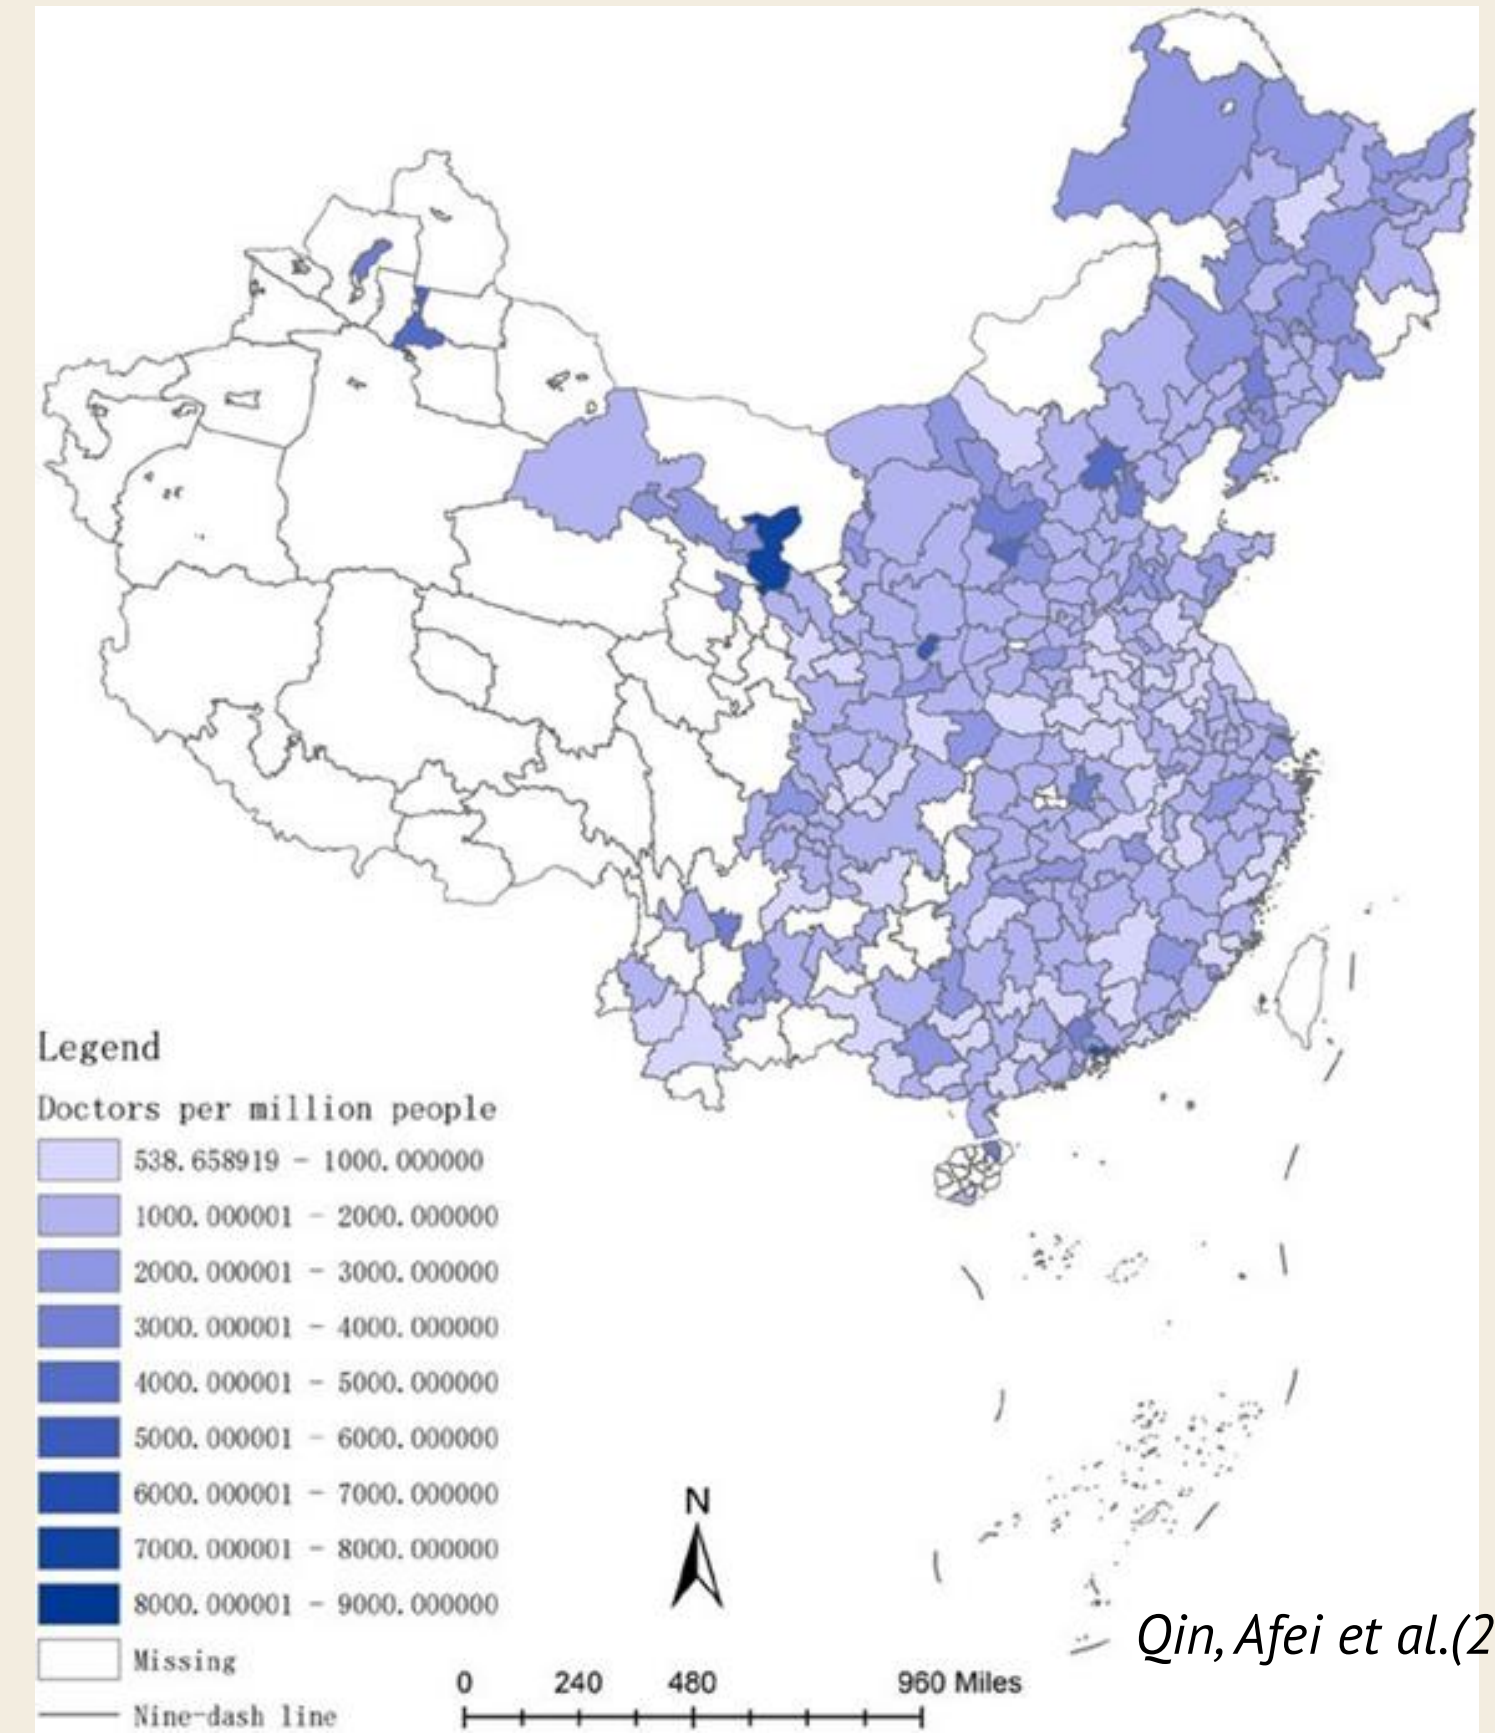 Legend
Doctors per million people
538.658919 - 1000.000000
1000.000001 - 2000.000000
2000.000001 - 3000.000000
3000.000001 - 4000.000000
4000.000001 - 5000.000000
5000.000001 - 6000.000000
6000.000001 - 7000.000000
7000.000001 - 8000.000000
8000.000001 - 9000.000000
Missing
Nine-dash line
N
0 240 480 960 Miles
Qin, Afei et al.(2